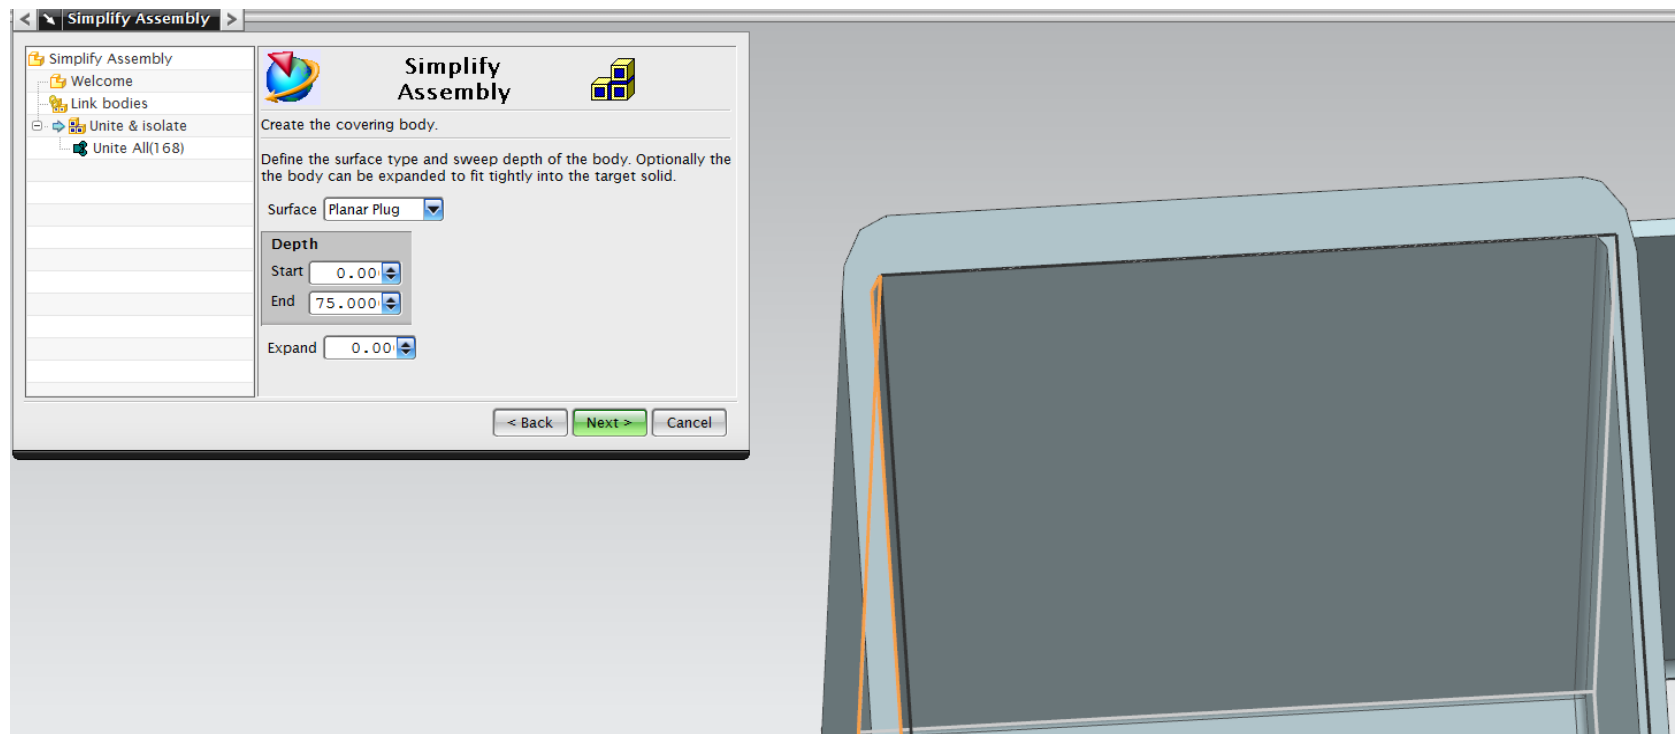 Simplify Assembly
Simplify Assembly
Welcome
Link bodies
Unite & isolate
Unite All(168)
Simplify
Assembly
Create the covering body.
Define the surface type and sweep depth of the body. Optionally the
the body can be expanded to fit tightly into the target solid.
Surface Planar Plug
Depth
Start 0.00
End 75.000
Expand 0.00
< Back Next > Cancel